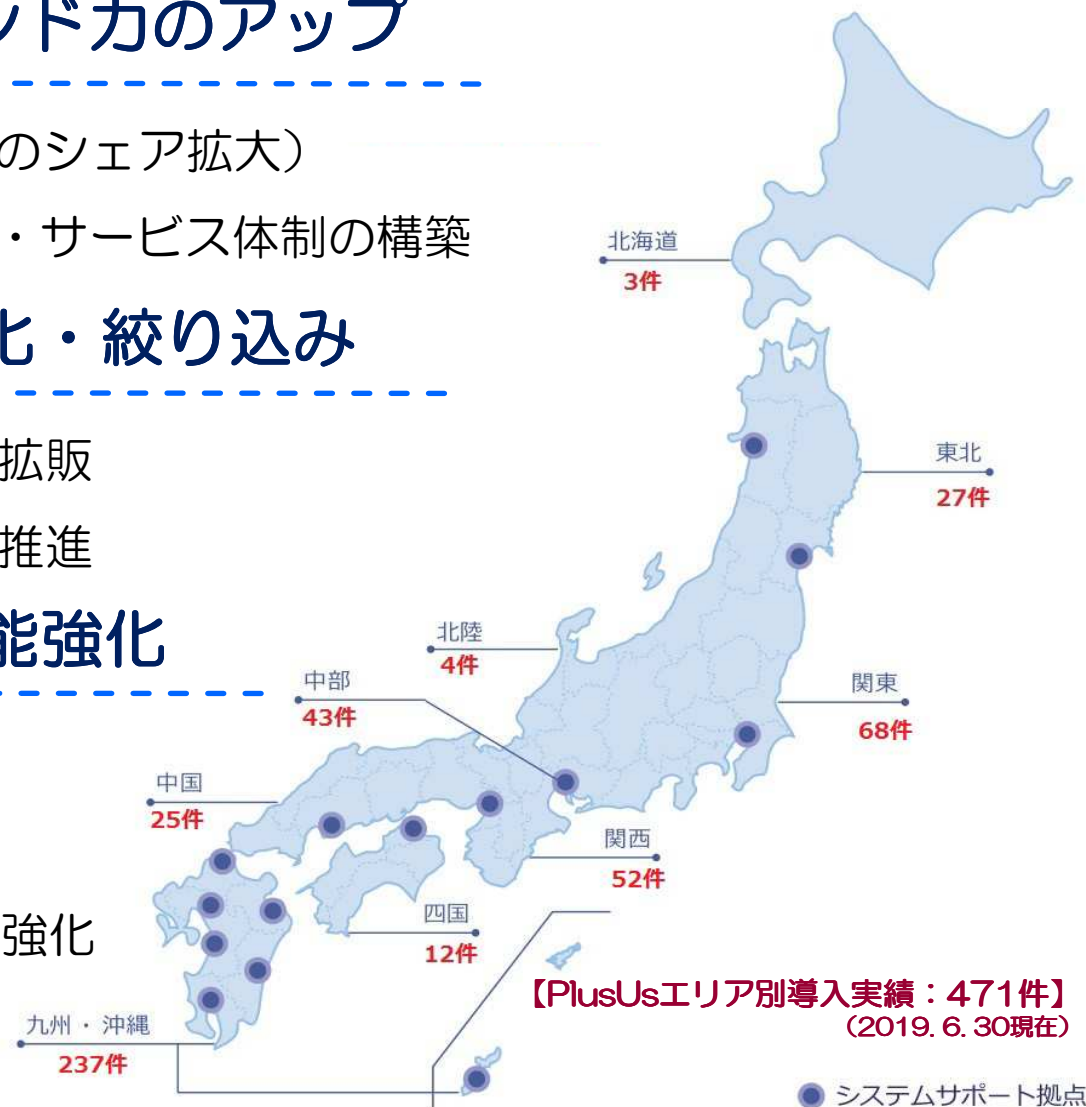 ンド力のアップ
のシェア拡大）
・サービス体制の構築
化・絞り込み
拡販
推進
能強化
強化
北海道
3件
東北
27件
北陸
4件
中部
43件
関東
68件
中国
25件
関西
52件
四国
12件
九州・沖縄
237件
【PlusUsエリア別導入実績：471件】
（2019.6.30現在）
システムサポート拠点